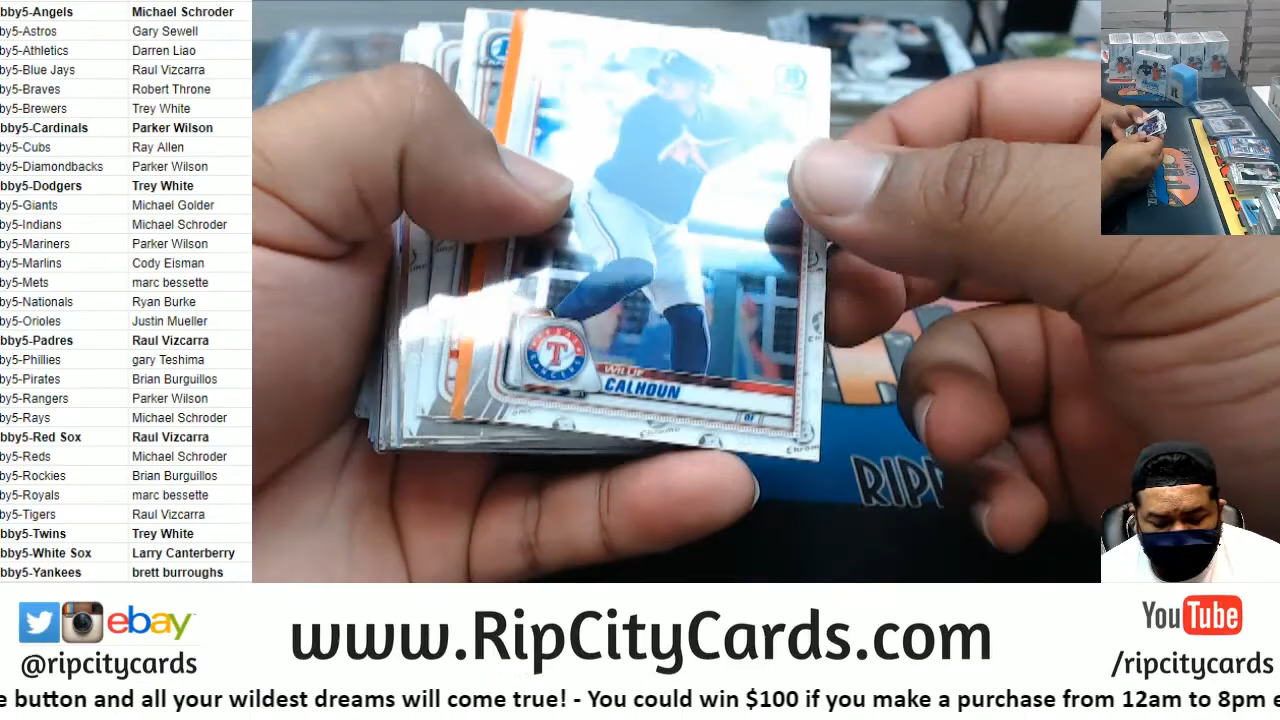 bby5-Angels Michael Schroder
by5-Astros Gary Sewell
by5-Athletics Darren Liao
by5-Blue Jays Raul Vizcarra
by5-Braves Robert Throne
by5-Brewers Trey White
bby5-Cardinals Parker Wilson
by5-Cubs Ray Allen
by5-Diamondbacks Parker Wilson
bby5-Dodgers Trey White
by5-Giants Michael Golder
by5-Indians Michael Schroder
by5-Mariners Parker Wilson
by5-Marlins Cody Eisman
by5-Mets marc bessette
by5-Nationals Ryan Burke
by5-Orioles Justin Mueller
bby5-Padres Raul Vizcarra
by5-Phillies gary Teshima
by5-Pirates Brian Burguillos
by5-Rangers Parker Wilson
by5-Rays Michael Schroder
bby5-Red Sox Raul Vizcarra
by5-Reds Michael Schroder
by5-Rockies Brian Burguillos
by5-Royals marc bessette
by5-Tigers Raul Vizcarra
bby5-Twins Trey White
bby5-White Sox Larry Canterberry
bby5-Yankees brett burroughs
T
WILLIE
CALHOUN
RIPP
ebay
@ripcitycards
www.RipCityCards.com
YouTube
/ripcitycards
e button and all your wildest dreams will come true! - You could win $100 if you make a purchase from 12am to 8pm e